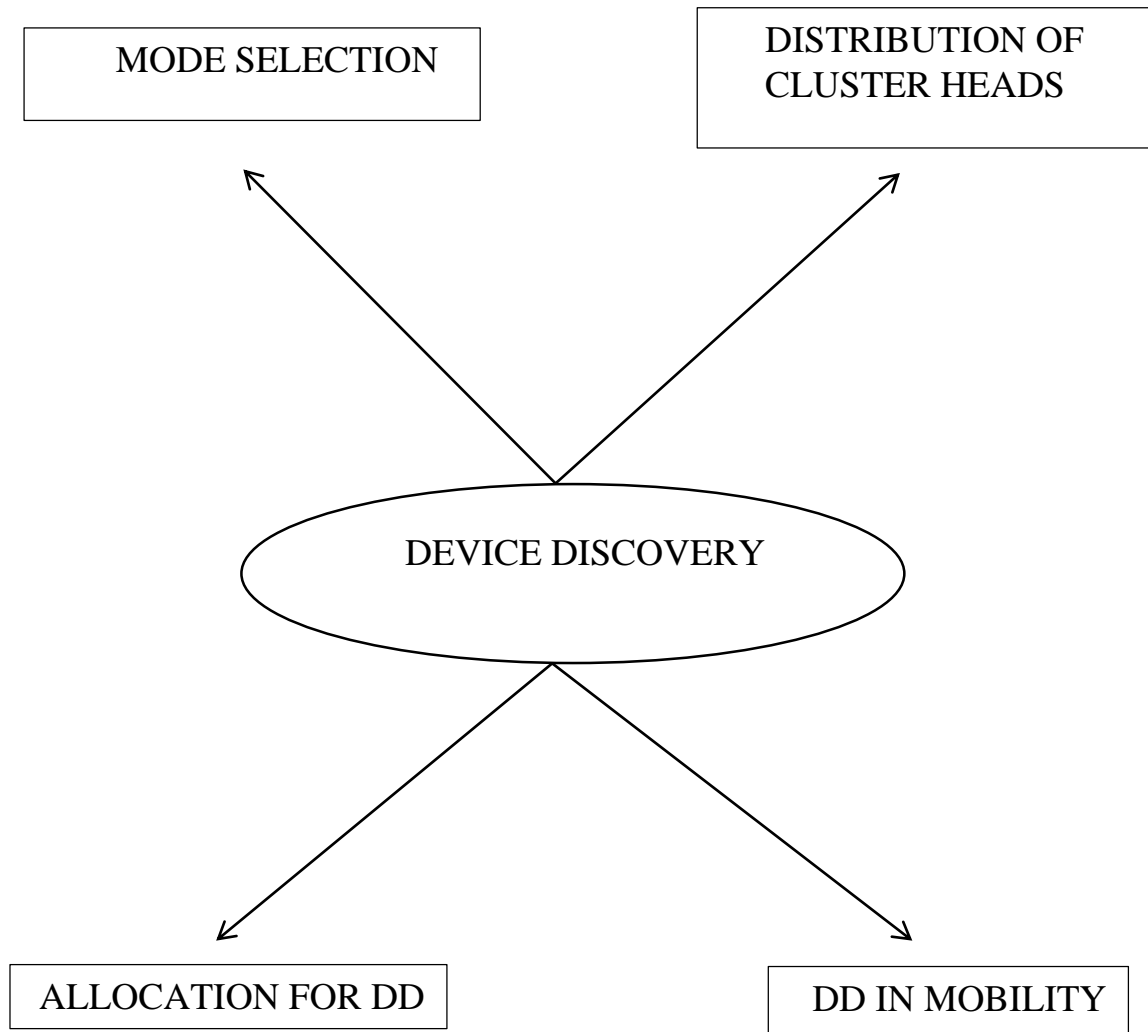 MODE SELECTION
DISTRIBUTION OF
CLUSTER HEADS
DEVICE DISCOVERY
ALLOCATION FOR DD
DD IN MOBILITY